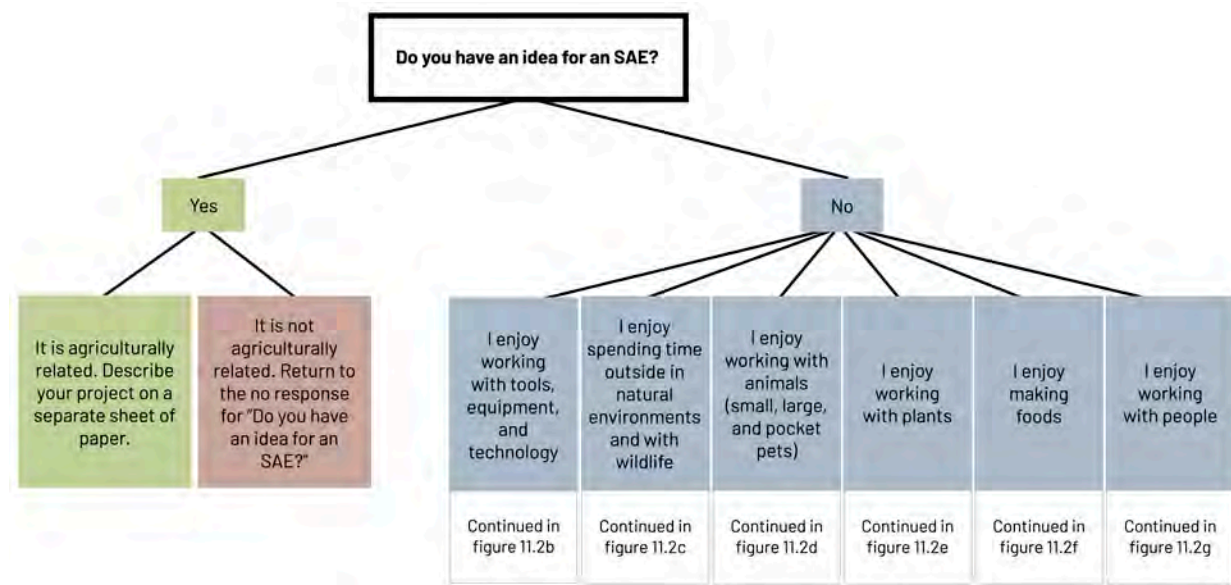 Do you have an idea for an SAE?
Yes
No
It is agriculturally
related. Describe
your project on a
separate sheet of
paper.
It is not
agriculturally
related. Return to
the no response
for "Do you have
an idea for an
SAE?"
I enjoy
working
with tools,
equipment,
and
technology
I enjoy
spending time
outside in
natural
environments
and with
wildlife
I enjoy
working with
animals
(small, large,
and pocket
pets)
I enjoy
working
with plants
I enjoy
making
foods
I enjoy
working
with people
Continued in
figure 11.2b
Continued in
figure 11.2c
Continued in
figure 11.2d
Continued in
figure 11.2e
Continued in
figure 11.2f
Continued in
figure 11.2g